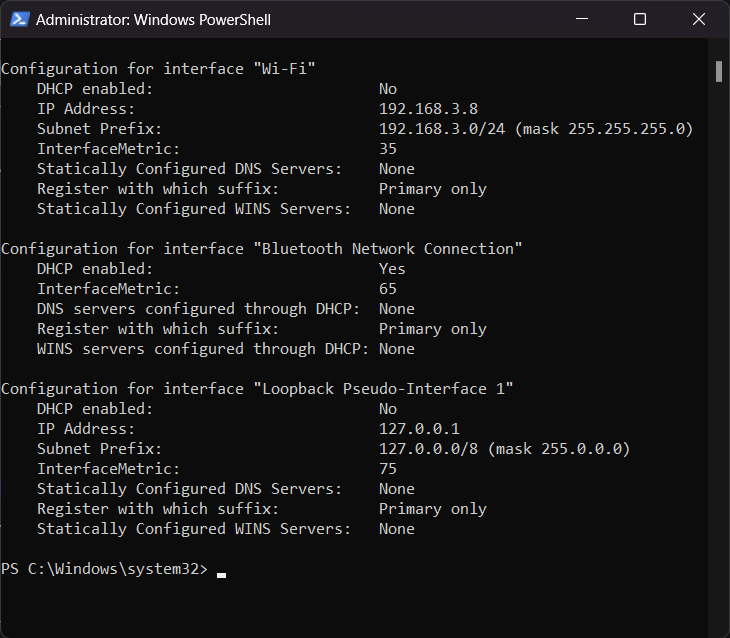 Administrator: Windows PowerShell
Configuration for interface "Wi-Fi"
    DHCP enabled:                         No
    IP Address:                           192.168.3.8
    Subnet Prefix:                        192.168.3.0/24 (mask 255.255.255.0)
    InterfaceMetric:                      35
    Statically Configured DNS Servers:    None
    Register with which suffix:           Primary only
    Statically Configured WINS Servers:   None

Configuration for interface "Bluetooth Network Connection"
    DHCP enabled:                         Yes
    InterfaceMetric:                      65
    DNS servers configured through DHCP:  None
    Register with which suffix:           Primary only
    WINS servers configured through DHCP: None

Configuration for interface "Loopback Pseudo-Interface 1"
    DHCP enabled:                         No
    IP Address:                           127.0.0.1
    Subnet Prefix:                        127.0.0.0/8 (mask 255.0.0.0)
    InterfaceMetric:                      75
    Statically Configured DNS Servers:    None
    Register with which suffix:           Primary only
    Statically Configured WINS Servers:   None

PS C:\Windows\system32>